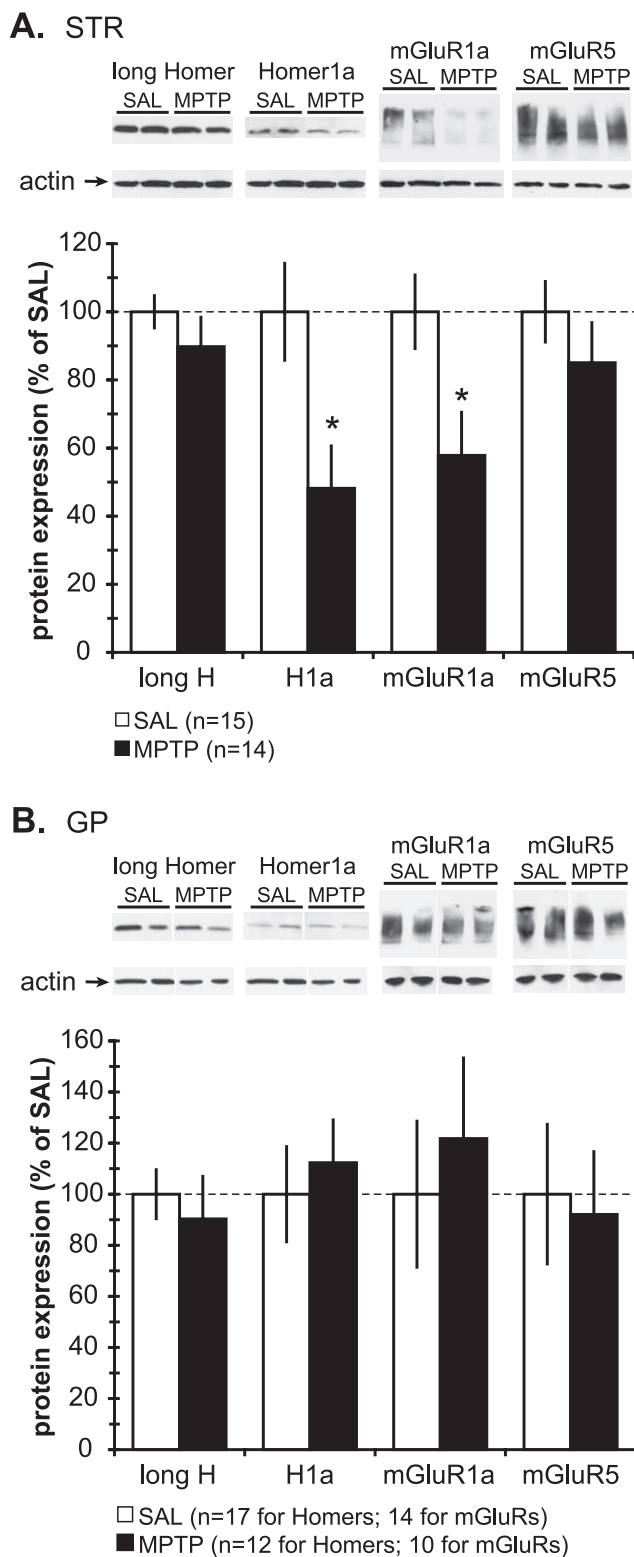 A. STR
long Homer Homer1a mGluR1a mGluR5
SAL MPTP SAL MPTP SAL MPTP SAL MPTP
actin →
protein expression (% of SAL)
120
100
80
60
40
20
0
* *
long H H1a mGluR1a mGluR5
SAL (n=15)
MPTP (n=14)
B. GP
long Homer Homer1a mGluR1a mGluR5
SAL MPTP SAL MPTP SAL MPTP SAL MPTP
actin →
protein expression (% of SAL)
160
140
120
100
80
60
40
20
0
long H H1a mGluR1a mGluR5
SAL (n=17 for Homers; 14 for mGluRs)
MPTP (n=12 for Homers; 10 for mGluRs)